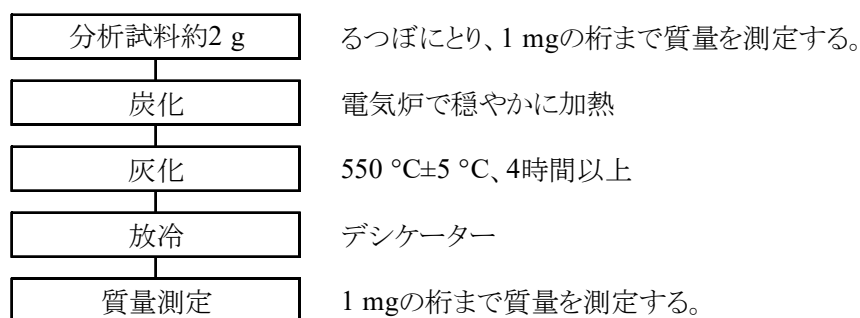 分析試料約2 g
るつぼにとり、1 mgの桁まで質量を測定する。
炭化
電気炉で穏やかに加熱
灰化
550 °C±5 °C、4時間以上
放冷
デシケーター
質量測定
1 mgの桁まで質量を測定する。